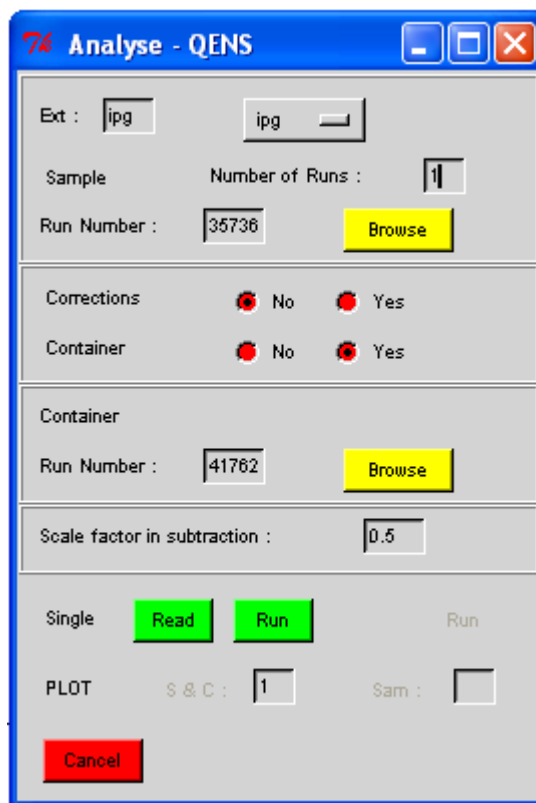 Analyse - QENS
Ext : ipg ipg
Sample Number of Runs : 1
Run Number : 35736 Browse
Corrections No Yes
Container No Yes
Container
Run Number : 41762 Browse
Scale factor in subtraction : 0.5
Single Read Run Run
PLOT S & C : 1 Sam :
Cancel